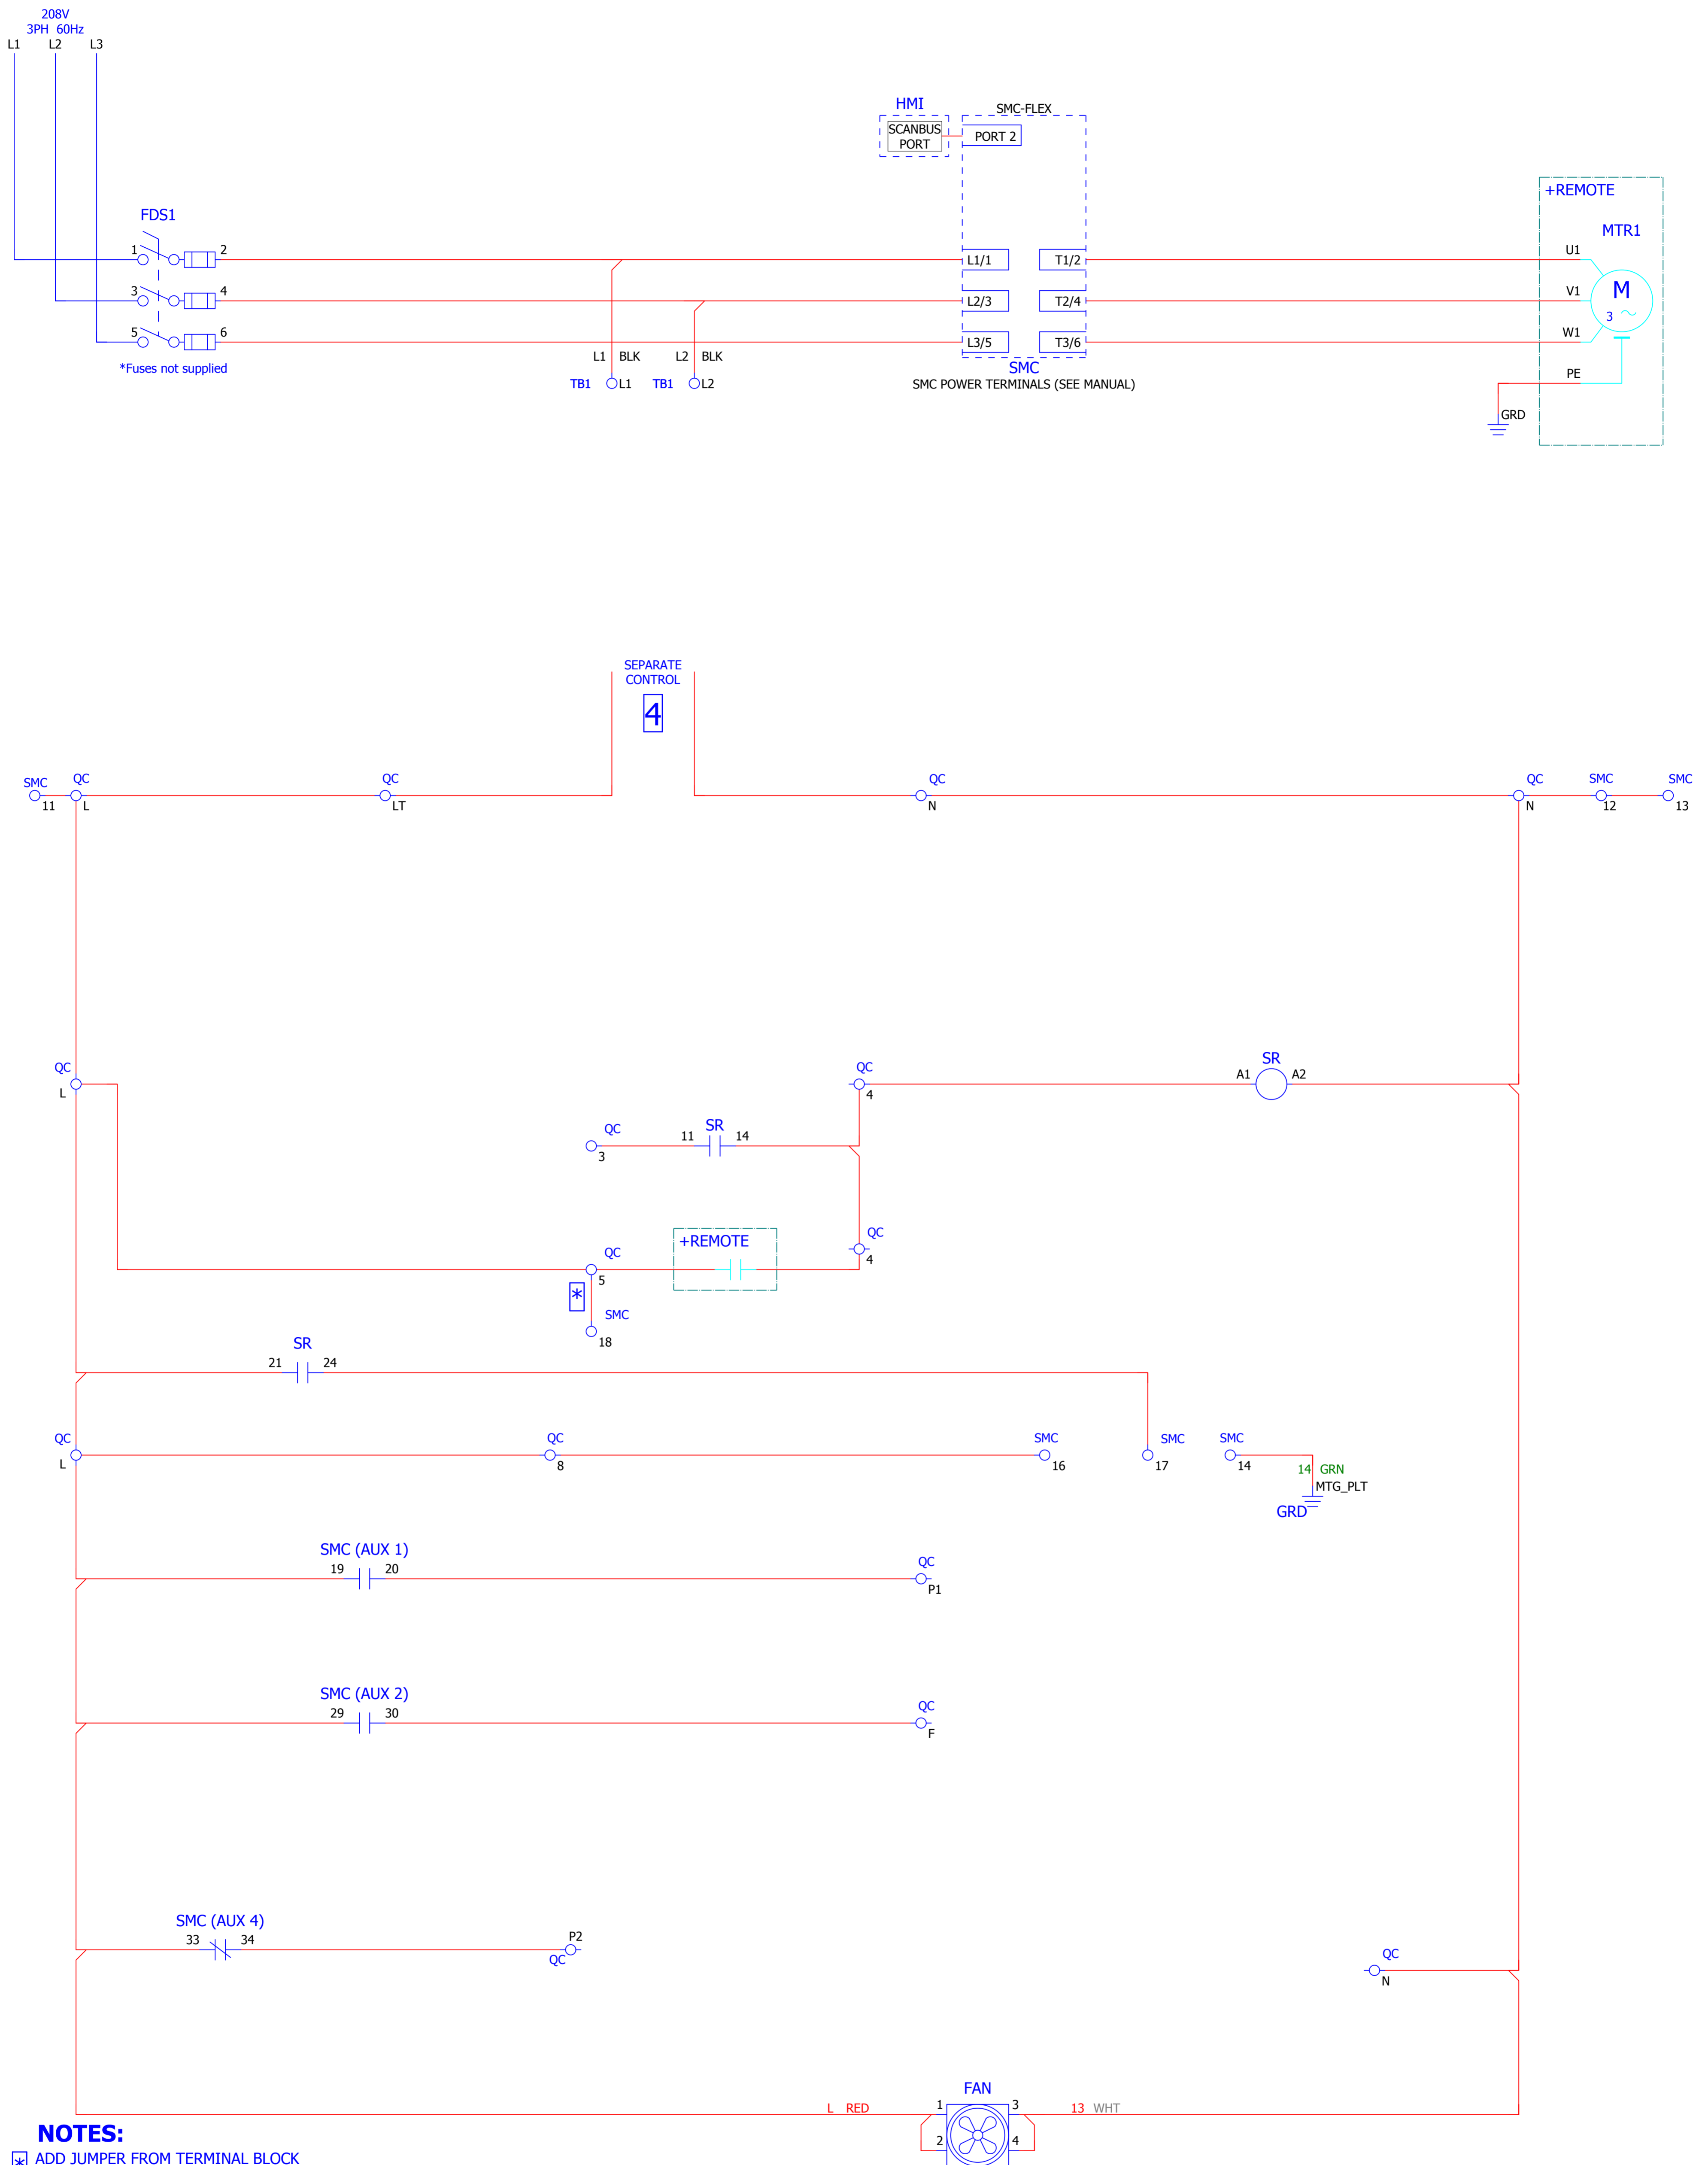 208V
3PH 60Hz
L1 L2 L3
HMI
SMC-FLEX
SCANBUS
PORT
PORT 2
+REMOTE
FDS1
MTR1
1 2
L1/1 T1/2
U1
3 4
L2/3 T2/4
V1
M
3
5 6
L3/5 T3/6
W1
*Fuses not supplied
L1 BLK L2 BLK
SMC
PE
TB1 L1 TB1 L2
SMC POWER TERMINALS (SEE MANUAL)
GRD
SEPARATE
CONTROL
4
SMC QC QC QC QC SMC SMC
11 L LT N N 12 13
QC QC SR
L 4 A1 A2
QC SR
3 11 14
QC +REMOTE QC
5 4
*
SMC
18
SR
21 24
QC QC SMC SMC SMC
L 8 16 17 14
14 GRN
MTG_PLT
GRD
SMC (AUX 1)
19 20
QC
P1
SMC (AUX 2)
29 30
QC
F
SMC (AUX 4)
33 34
P2
QC
QC
N
FAN
L RED 1 3 13 WHT
2 4
NOTES:
* ADD JUMPER FROM TERMINAL BLOCK